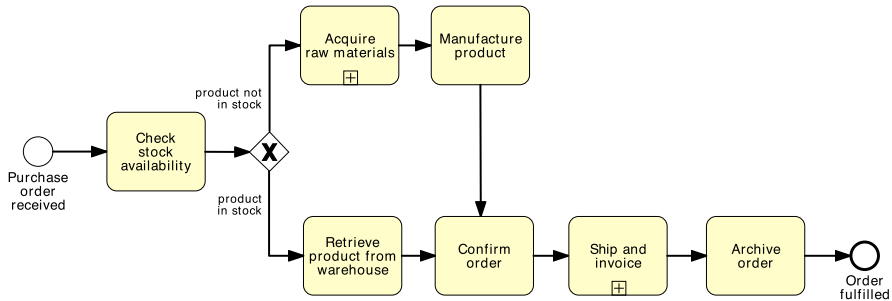 Acquire
raw materials
Manufacture
product
product not
in stock
Check
stock
availability
X
Purchase
order
received
product
in stock
Retrieve
product from
warehouse
Confirm
order
Ship and
invoice
Archive
order
Order
fulfilled